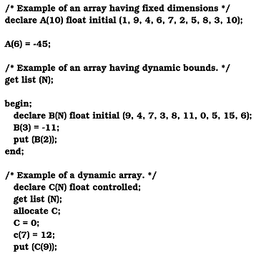 /* Example of an array having fixed dimensions */
declare A(10) float initial (1, 9, 4, 6, 7, 2, 5, 8, 3, 10);
A(6) = -45;
/* Example of an array having dynamic bounds. */
get list (N);
begin;
declare B(N) float initial (9, 4, 7, 3, 8, 11, 0, 5, 15, 6);
B(3) = -11;
put (B(2));
end;
/* Example of a dynamic array. */
declare C(N) float controlled;
get list (N);
allocate C;
C = 0;
c(7) = 12;
put (C(9));